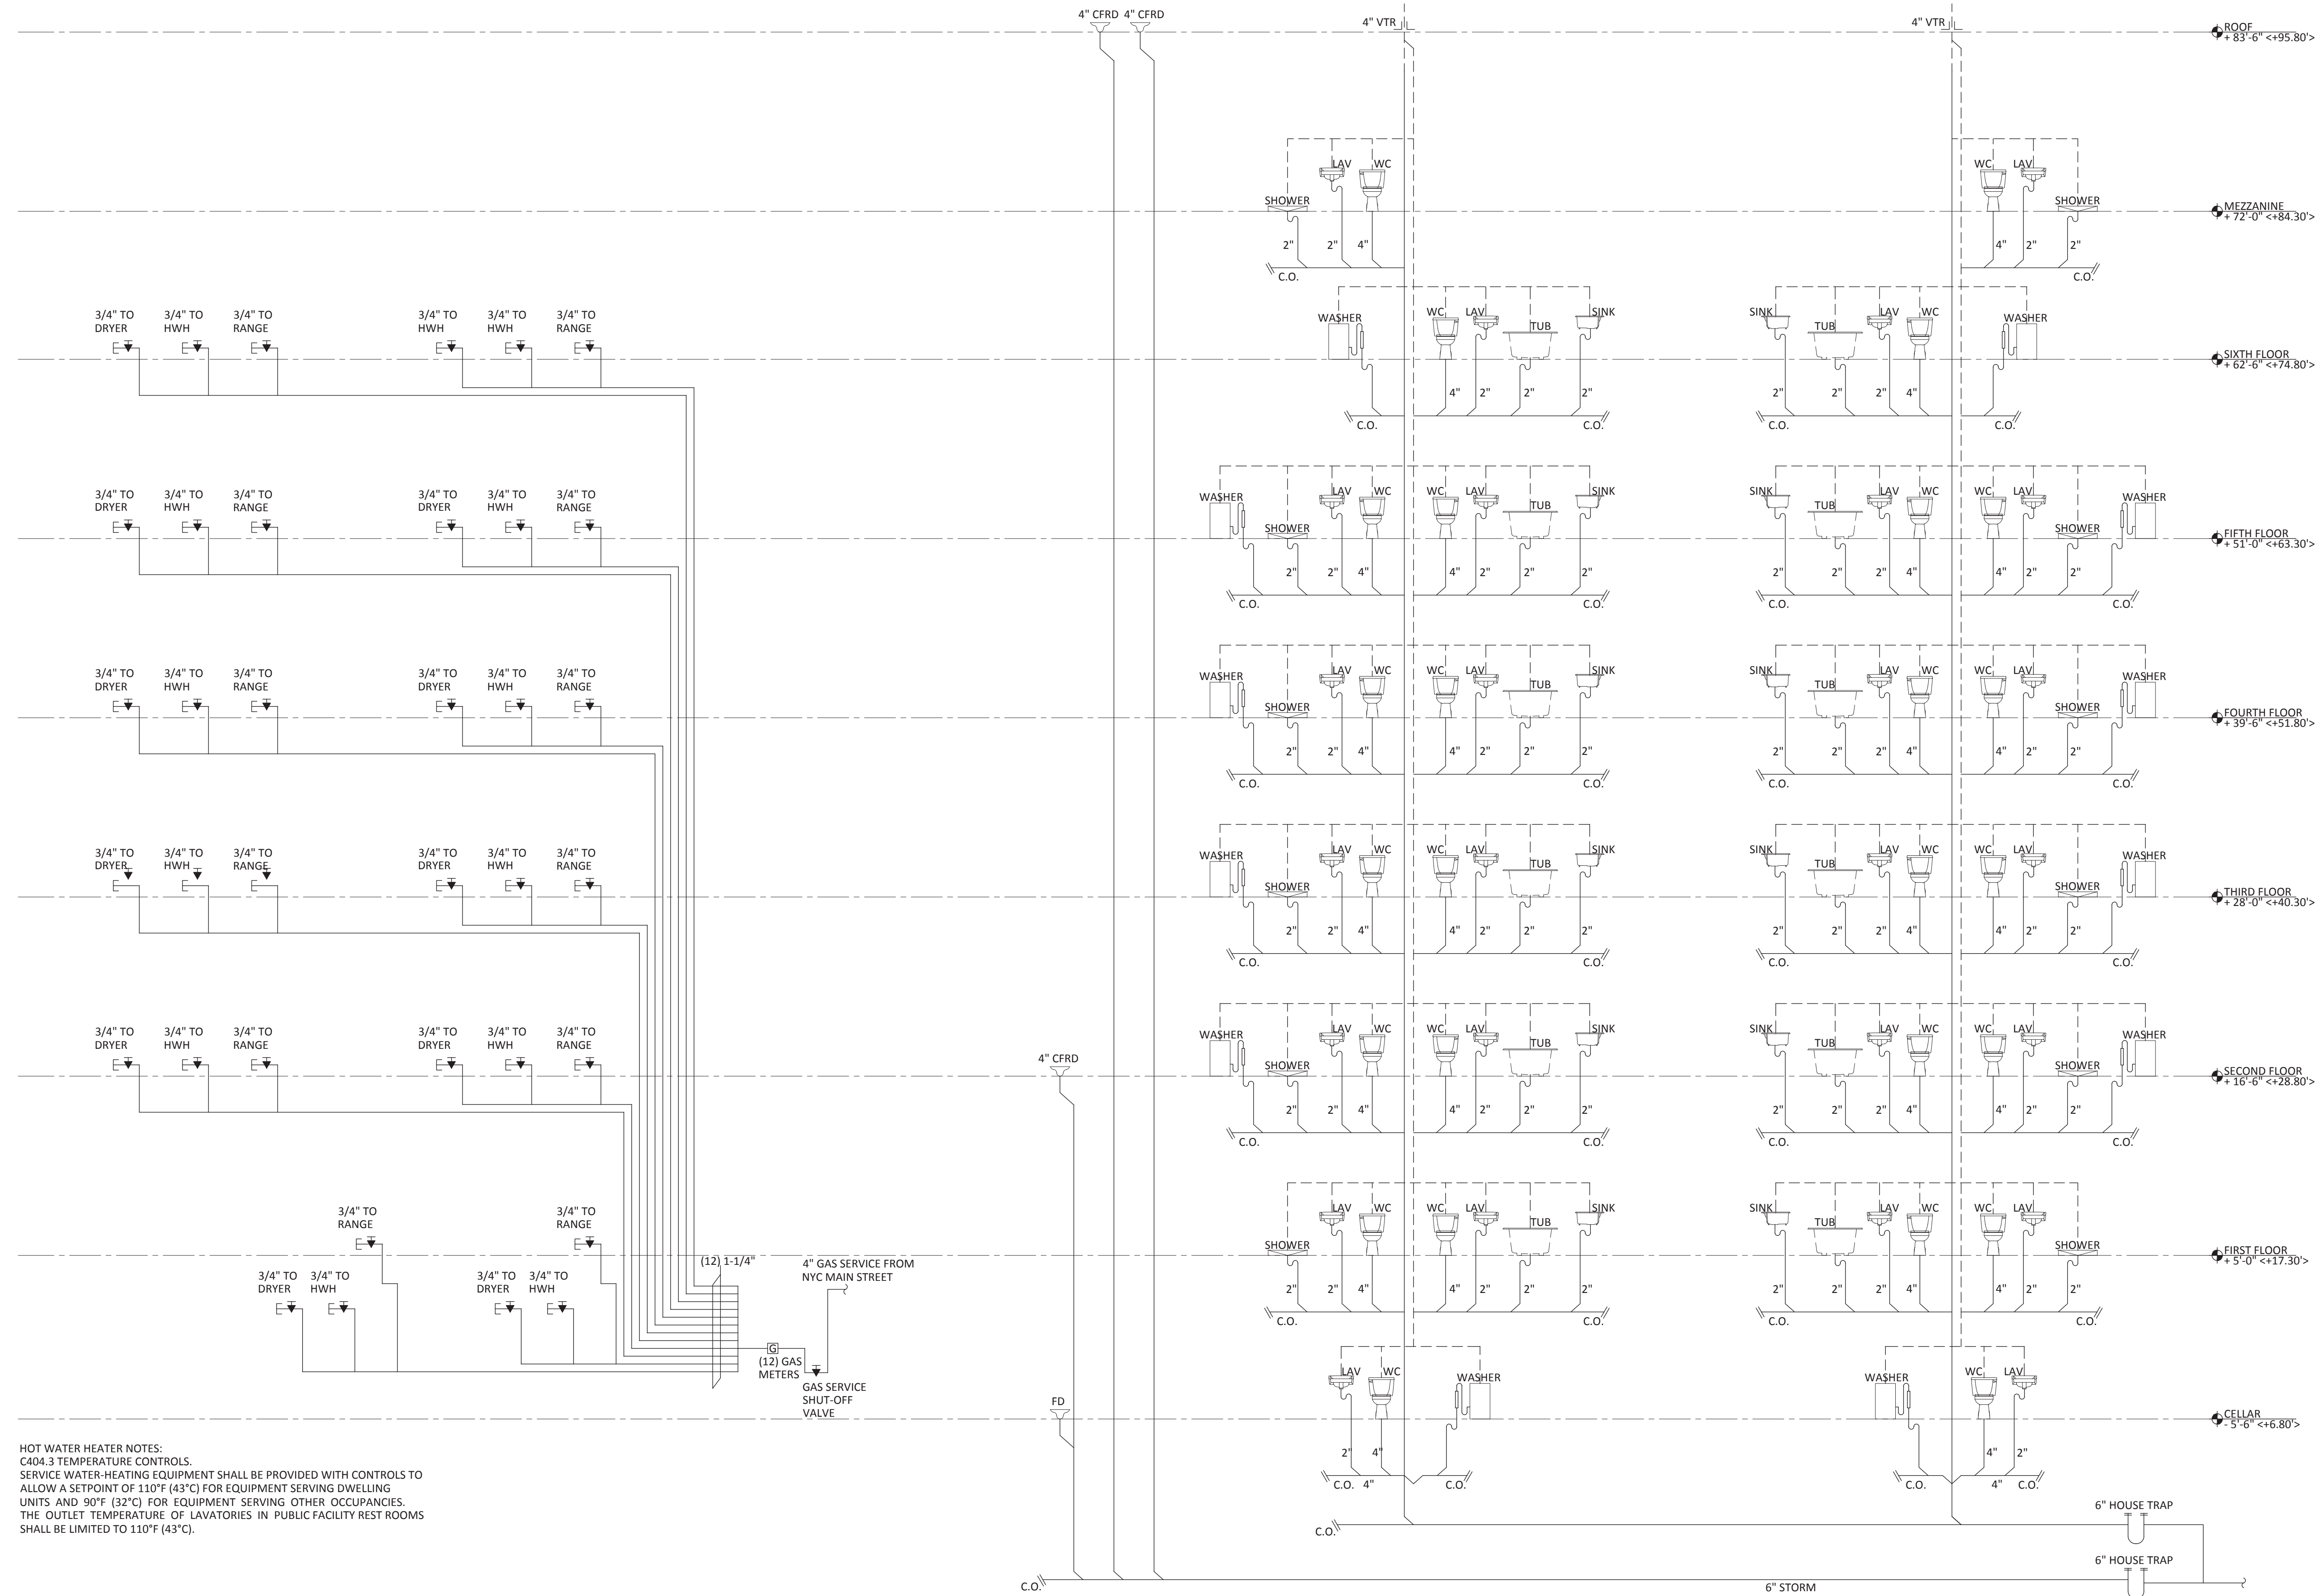 4" CFRD
4" CFRD
4" VTR
4" VTR
ROOF
+ 83'-6" <+95.80'>
LAV
WC
SHOWER
WC
LAV
SHOWER
MEZZANINE
+ 72'-0" <+84.30'>
2"
2"
4"
4"
2"
2"
C.O.
C.O.
3/4" TO
DRYER
3/4" TO
HWH
3/4" TO
RANGE
3/4" TO
HWH
3/4" TO
HWH
3/4" TO
RANGE
WASHER
WC
LAV
TUB
SINK
SINK
TUB
LAV
WC
WASHER
SIXTH FLOOR
+ 62'-6" <+74.80'>
4"
2"
2"
2"
2"
2"
2"
4"
C.O.
C.O.
C.O.
C.O.
3/4" TO
DRYER
3/4" TO
HWH
3/4" TO
RANGE
3/4" TO
DRYER
3/4" TO
HWH
3/4" TO
RANGE
WASHER
SHOWER
LAV
WC
WC
LAV
TUB
SINK
SINK
TUB
LAV
WC
WC
LAV
SHOWER
WASHER
FIFTH FLOOR
+ 51'-0" <+63.30'>
2"
2"
4"
4"
2"
2"
2"
2"
2"
2"
4"
4"
2"
2"
C.O.
C.O.
C.O.
C.O.
3/4" TO
DRYER
3/4" TO
HWH
3/4" TO
RANGE
3/4" TO
DRYER
3/4" TO
HWH
3/4" TO
RANGE
WASHER
SHOWER
LAV
WC
WC
LAV
TUB
SINK
SINK
TUB
LAV
WC
WC
LAV
SHOWER
WASHER
FOURTH FLOOR
+ 39'-6" <+51.80'>
2"
2"
4"
4"
2"
2"
2"
2"
2"
2"
4"
4"
2"
2"
C.O.
C.O.
C.O.
C.O.
3/4" TO
DRYER
3/4" TO
HWH
3/4" TO
RANGE
3/4" TO
DRYER
3/4" TO
HWH
3/4" TO
RANGE
WASHER
SHOWER
LAV
WC
WC
LAV
TUB
SINK
SINK
TUB
LAV
WC
WC
LAV
SHOWER
WASHER
THIRD FLOOR
+ 28'-0" <+40.30'>
2"
2"
4"
4"
2"
2"
2"
2"
2"
2"
4"
4"
2"
2"
C.O.
C.O.
C.O.
C.O.
3/4" TO
DRYER
3/4" TO
HWH
3/4" TO
RANGE
3/4" TO
DRYER
3/4" TO
HWH
3/4" TO
RANGE
4" CFRD
WASHER
SHOWER
LAV
WC
WC
LAV
TUB
SINK
SINK
TUB
LAV
WC
WC
LAV
SHOWER
WASHER
SECOND FLOOR
+ 16'-6" <+28.80'>
2"
2"
4"
4"
2"
2"
2"
2"
2"
2"
4"
4"
2"
2"
C.O.
C.O.
C.O.
C.O.
3/4" TO
RANGE
3/4" TO
RANGE
SHOWER
LAV
WC
WC
LAV
TUB
SINK
SINK
TUB
LAV
WC
WC
LAV
SHOWER
FIRST FLOOR
+ 5'-0" <+17.30'>
3/4" TO
DRYER
3/4" TO
HWH
3/4" TO
DRYER
3/4" TO
HWH
(12) 1-1/4"
4" GAS SERVICE FROM
NYC MAIN STREET
2"
2"
4"
4"
2"
2"
2"
2"
2"
2"
4"
4"
2"
2"
C.O.
C.O.
C.O.
C.O.
G
(12) GAS
METERS
GAS SERVICE
SHUT-OFF
VALVE
FD
LAV
WC
WASHER
WASHER
WC
LAV
CELLAR
- 5'-6" <+6.80'>
2"
4"
4"
2"
C.O.
4"
C.O.
C.O.
4"
C.O.
HOT WATER HEATER NOTES:
C404.3 TEMPERATURE CONTROLS.
SERVICE WATER-HEATING EQUIPMENT SHALL BE PROVIDED WITH CONTROLS TO
ALLOW A SETPOINT OF 110°F (43°C) FOR EQUIPMENT SERVING DWELLING
UNITS AND 90°F (32°C) FOR EQUIPMENT SERVING OTHER OCCUPANCIES.
THE OUTLET TEMPERATURE OF LAVATORIES IN PUBLIC FACILITY REST ROOMS
SHALL BE LIMITED TO 110°F (43°C).
6" HOUSE TRAP
C.O.
6" HOUSE TRAP
C.O.
6" STORM